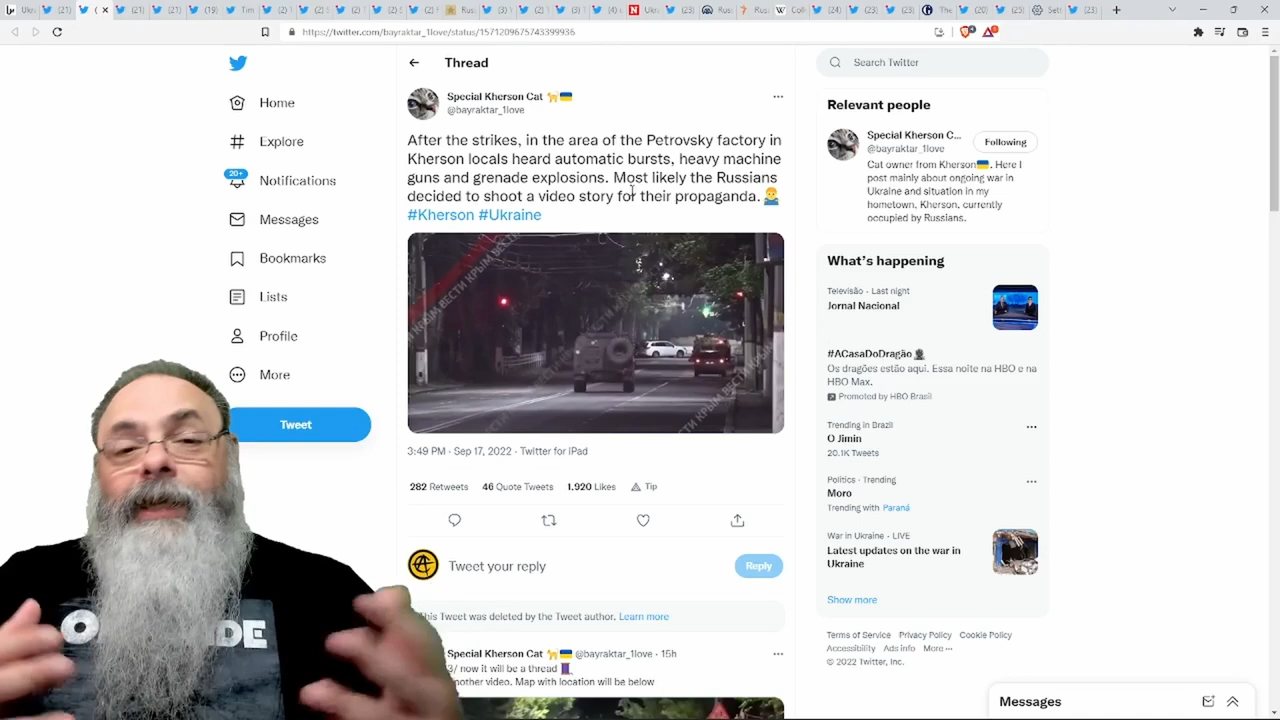 https://twitter.com/bayraktar_1love/status/1571209675743399936
Home
Explore
20+
Notifications
Messages
Bookmarks
Lists
Profile
More
Tweet
Thread
Special Kherson Cat
@bayraktar_1love
After the strikes, in the area of the Petrovsky factory in
Kherson locals heard automatic bursts, heavy machine
guns and grenade explosions. Most likely the Russians
decided to shoot a video story for their propaganda.
#Kherson #Ukraine
ВЕСТИ КРЫМ
3:49 PM · Sep 17, 2022 · Twitter for iPad
282 Retweets 46 Quote Tweets 1.920 Likes Tip
Tweet your reply
Reply
This Tweet was deleted by the Tweet author. Learn more
Special Kherson Cat @bayraktar_1love · 15h
3/ now it will be a thread
another video. Map with location will be below
Search Twitter
Relevant people
Special Kherson C...
@bayraktar_1love
Following
Cat owner from Kherson. Here I
post mainly about ongoing war in
Ukraine and situation in my
hometown, Kherson, currently
occupied by Russians.
What's happening
Televisão · Last night
Jornal Nacional
#ACasaDoDragão
Os dragões estão aqui. Essa noite na HBO e na
HBO Max.
Promoted by HBO Brasil
Trending in Brazil
O Jimin
20.1K Tweets
Politics · Trending
Moro
Trending with Paraná
War in Ukraine · LIVE
Latest updates on the war in
Ukraine
Show more
Terms of Service Privacy Policy Cookie Policy
Accessibility Ads info More ···
© 2022 Twitter, Inc.
Messages